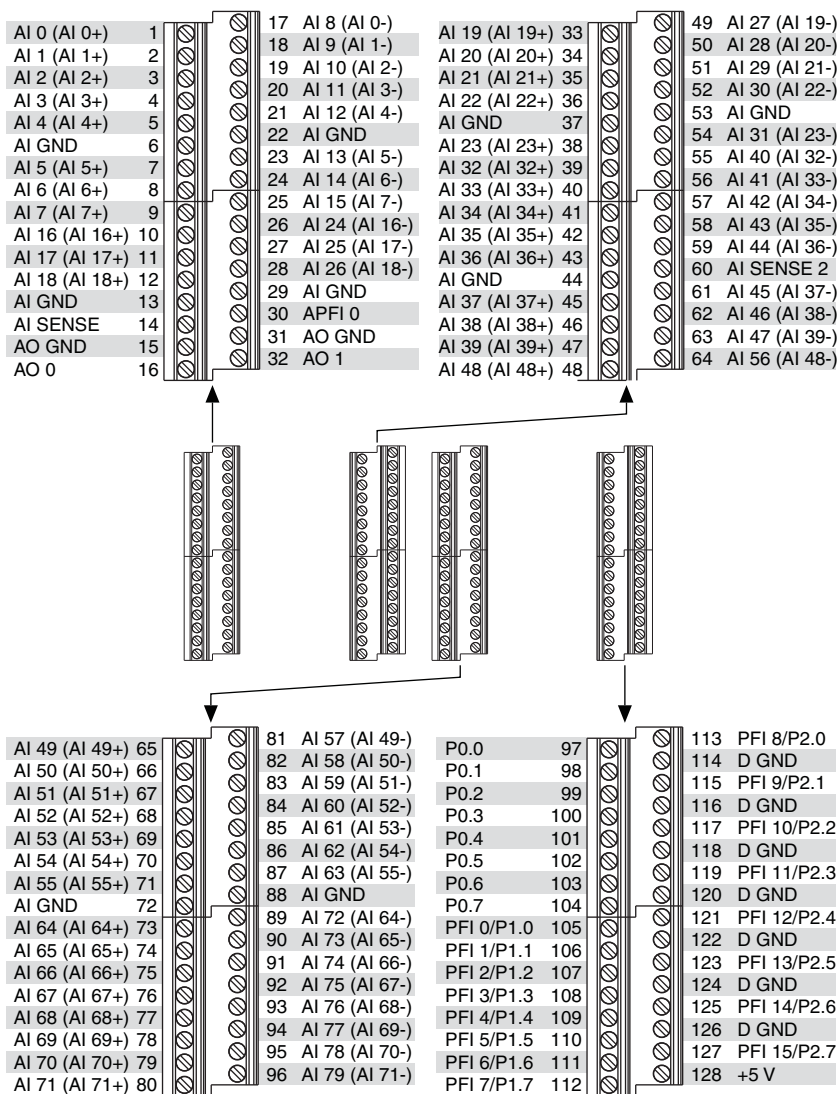 AI 0 (AI 0+) 1
AI 1 (AI 1+) 2
AI 2 (AI 2+) 3
AI 3 (AI 3+) 4
AI 4 (AI 4+) 5
AI GND 6
AI 5 (AI 5+) 7
AI 6 (AI 6+) 8
AI 7 (AI 7+) 9
AI 16 (AI 16+) 10
AI 17 (AI 17+) 11
AI 18 (AI 18+) 12
AI GND 13
AI SENSE 14
AO GND 15
AO 0 16
17 AI 8 (AI 0-)
18 AI 9 (AI 1-)
19 AI 10 (AI 2-)
20 AI 11 (AI 3-)
21 AI 12 (AI 4-)
22 AI GND
23 AI 13 (AI 5-)
24 AI 14 (AI 6-)
25 AI 15 (AI 7-)
26 AI 24 (AI 16-)
27 AI 25 (AI 17-)
28 AI 26 (AI 18-)
29 AI GND
30 APFI 0
31 AO GND
32 AO 1
AI 19 (AI 19+) 33
AI 20 (AI 20+) 34
AI 21 (AI 21+) 35
AI 22 (AI 22+) 36
AI GND 37
AI 23 (AI 23+) 38
AI 32 (AI 32+) 39
AI 33 (AI 33+) 40
AI 34 (AI 34+) 41
AI 35 (AI 35+) 42
AI 36 (AI 36+) 43
AI GND 44
AI 37 (AI 37+) 45
AI 38 (AI 38+) 46
AI 39 (AI 39+) 47
AI 48 (AI 48+) 48
49 AI 27 (AI 19-)
50 AI 28 (AI 20-)
51 AI 29 (AI 21-)
52 AI 30 (AI 22-)
53 AI GND
54 AI 31 (AI 23-)
55 AI 40 (AI 32-)
56 AI 41 (AI 33-)
57 AI 42 (AI 34-)
58 AI 43 (AI 35-)
59 AI 44 (AI 36-)
60 AI SENSE 2
61 AI 45 (AI 37-)
62 AI 46 (AI 38-)
63 AI 47 (AI 39-)
64 AI 56 (AI 48-)
AI 49 (AI 49+) 65
AI 50 (AI 50+) 66
AI 51 (AI 51+) 67
AI 52 (AI 52+) 68
AI 53 (AI 53+) 69
AI 54 (AI 54+) 70
AI 55 (AI 55+) 71
AI GND 72
AI 64 (AI 64+) 73
AI 65 (AI 65+) 74
AI 66 (AI 66+) 75
AI 67 (AI 67+) 76
AI 68 (AI 68+) 77
AI 69 (AI 69+) 78
AI 70 (AI 70+) 79
AI 71 (AI 71+) 80
81 AI 57 (AI 49-)
82 AI 58 (AI 50-)
83 AI 59 (AI 51-)
84 AI 60 (AI 52-)
85 AI 61 (AI 53-)
86 AI 62 (AI 54-)
87 AI 63 (AI 55-)
88 AI GND
89 AI 72 (AI 64-)
90 AI 73 (AI 65-)
91 AI 74 (AI 66-)
92 AI 75 (AI 67-)
93 AI 76 (AI 68-)
94 AI 77 (AI 69-)
95 AI 78 (AI 70-)
96 AI 79 (AI 71-)
P0.0 97
P0.1 98
P0.2 99
P0.3 100
P0.4 101
P0.5 102
P0.6 103
P0.7 104
PFI 0/P1.0 105
PFI 1/P1.1 106
PFI 2/P1.2 107
PFI 3/P1.3 108
PFI 4/P1.4 109
PFI 5/P1.5 110
PFI 6/P1.6 111
PFI 7/P1.7 112
113 PFI 8/P2.0
114 D GND
115 PFI 9/P2.1
116 D GND
117 PFI 10/P2.2
118 D GND
119 PFI 11/P2.3
120 D GND
121 PFI 12/P2.4
122 D GND
123 PFI 13/P2.5
124 D GND
125 PFI 14/P2.6
126 D GND
127 PFI 15/P2.7
128 +5 V